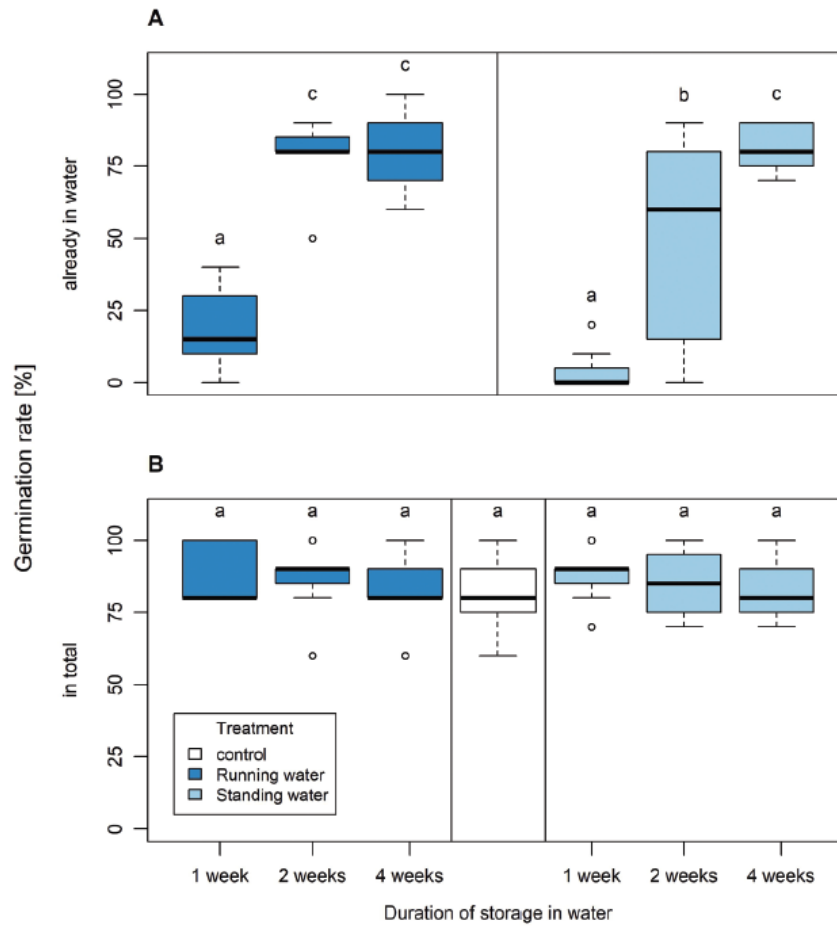 A
c
c
b
c
a
a
100
75
50
25
0
already in water
Germination rate [%]
B
a a a a a a a
100
75
50
25
0
in total
Treatment
control
Running water
Standing water
1 week 2 weeks 4 weeks 1 week 2 weeks 4 weeks
Duration of storage in water